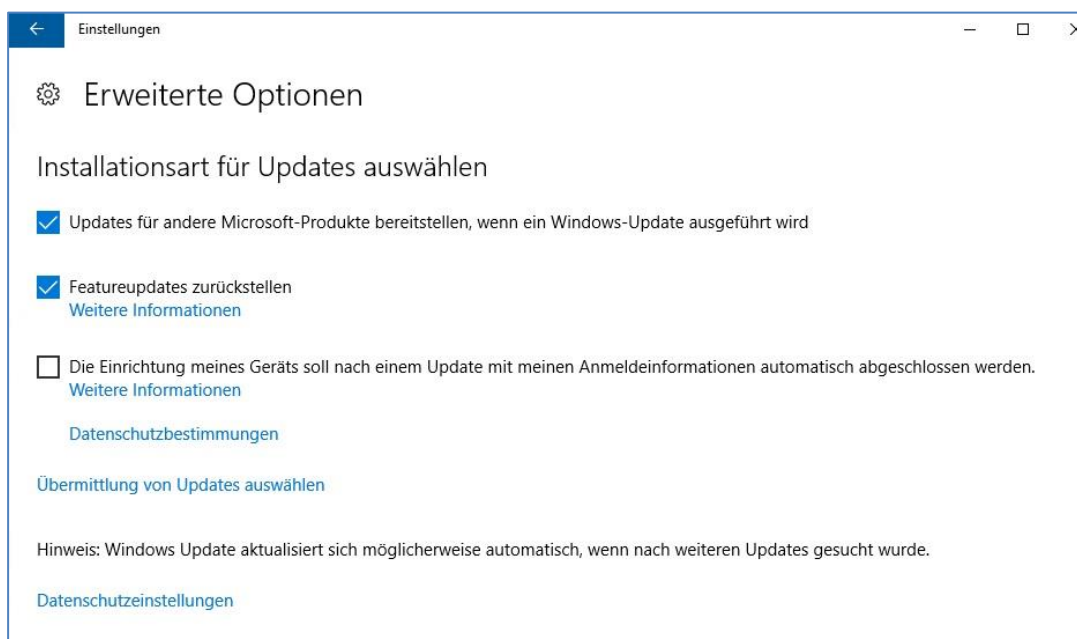 Einstellungen
Erweiterte Optionen
Installationsart für Updates auswählen
Updates für andere Microsoft-Produkte bereitstellen, wenn ein Windows-Update ausgeführt wird
Featureupdates zurückstellen
Weitere Informationen
Die Einrichtung meines Geräts soll nach einem Update mit meinen Anmeldeinformationen automatisch abgeschlossen werden.
Weitere Informationen
Datenschutzbestimmungen
Übermittlung von Updates auswählen
Hinweis: Windows Update aktualisiert sich möglicherweise automatisch, wenn nach weiteren Updates gesucht wurde.
Datenschutzeinstellungen